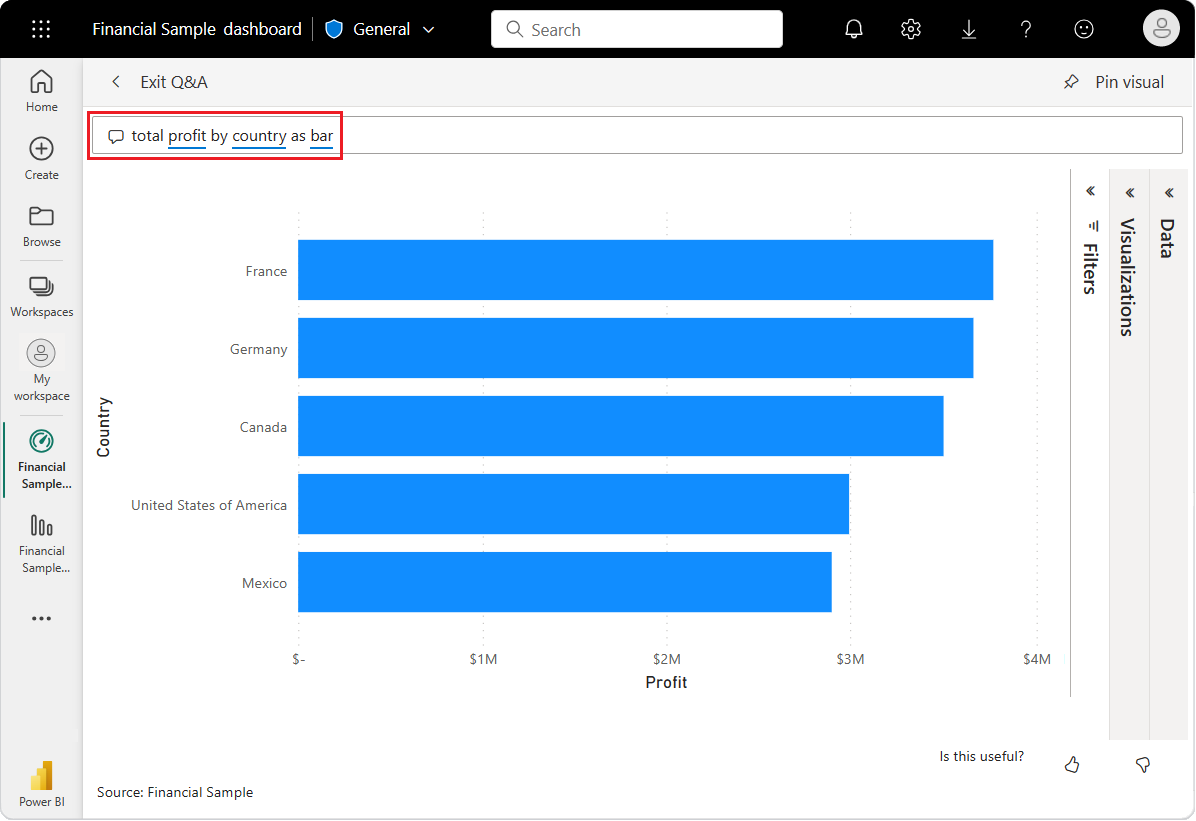 Financial Sample dashboard
General
Search
Home
Create
Browse
Workspaces
My
workspace
Financial
Sample...
Financial
Sample...
Power BI
Exit Q&A
Pin visual
total profit by country as bar
Country
France
Germany
Canada
United States of America
Mexico
$-
$1M
$2M
$3M
$4M
Profit
Filters
Visualizations
Data
Is this useful?
Source: Financial Sample